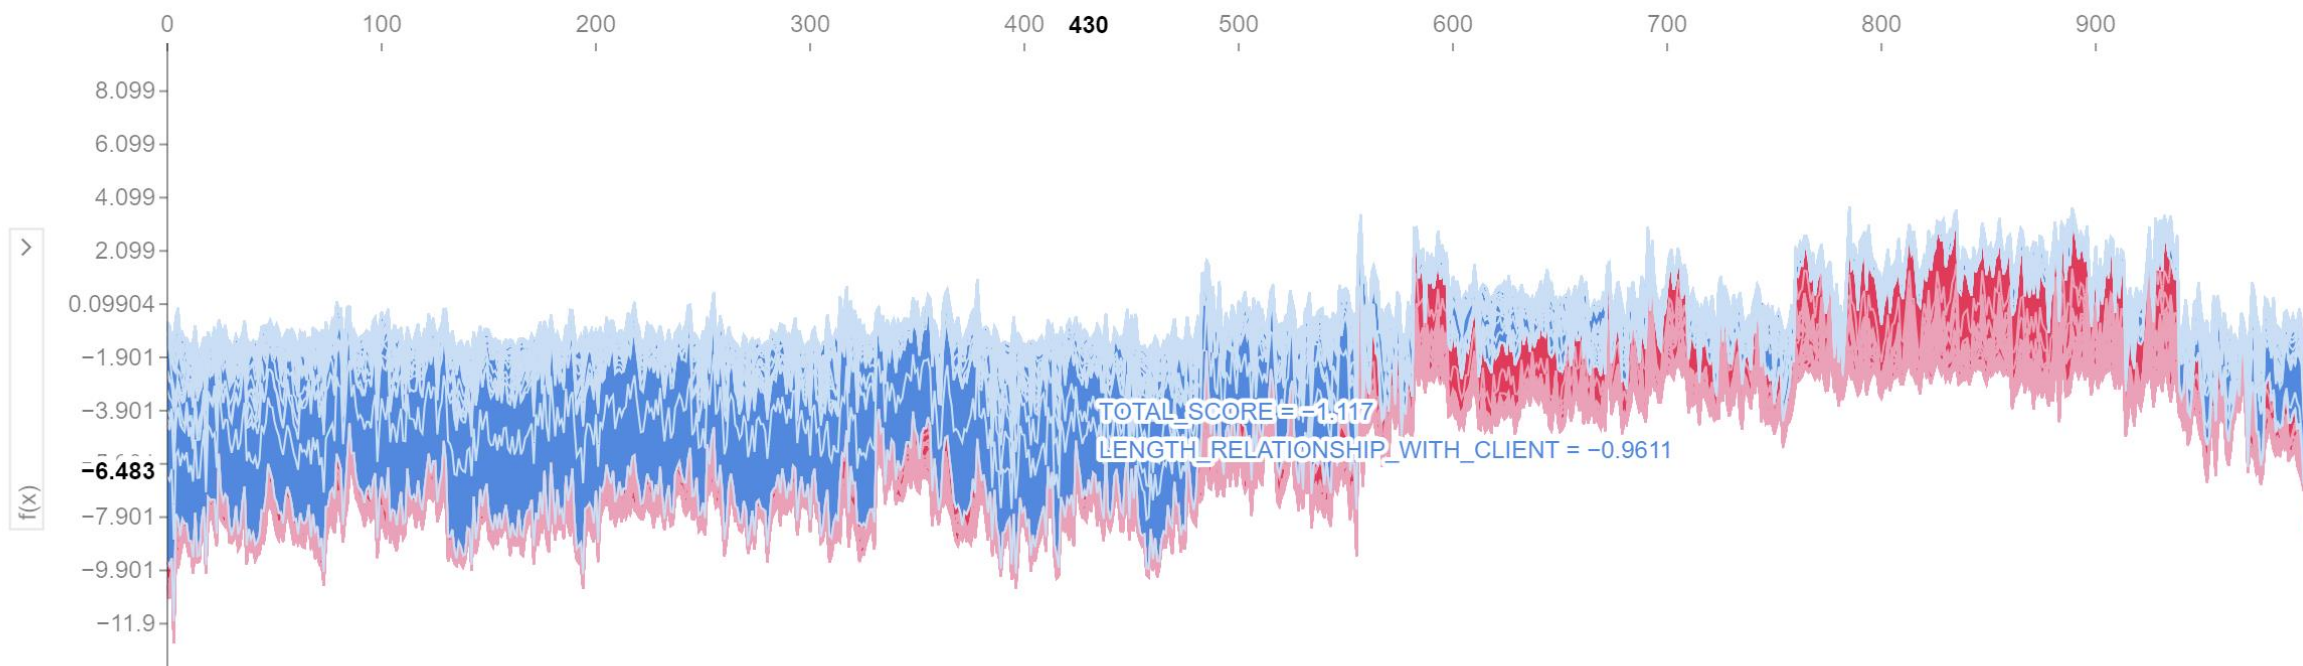 0 100 200 300 400 430 500 600 700 800 900
8.099
6.099
4.099
2.099
0.09904
−1.901
−3.901
TOTAL_SCORE = −1.117
LENGTH_RELATIONSHIP_WITH_CLIENT = −0.9611
−6.483
f(x)
−7.901
−9.901
−11.9